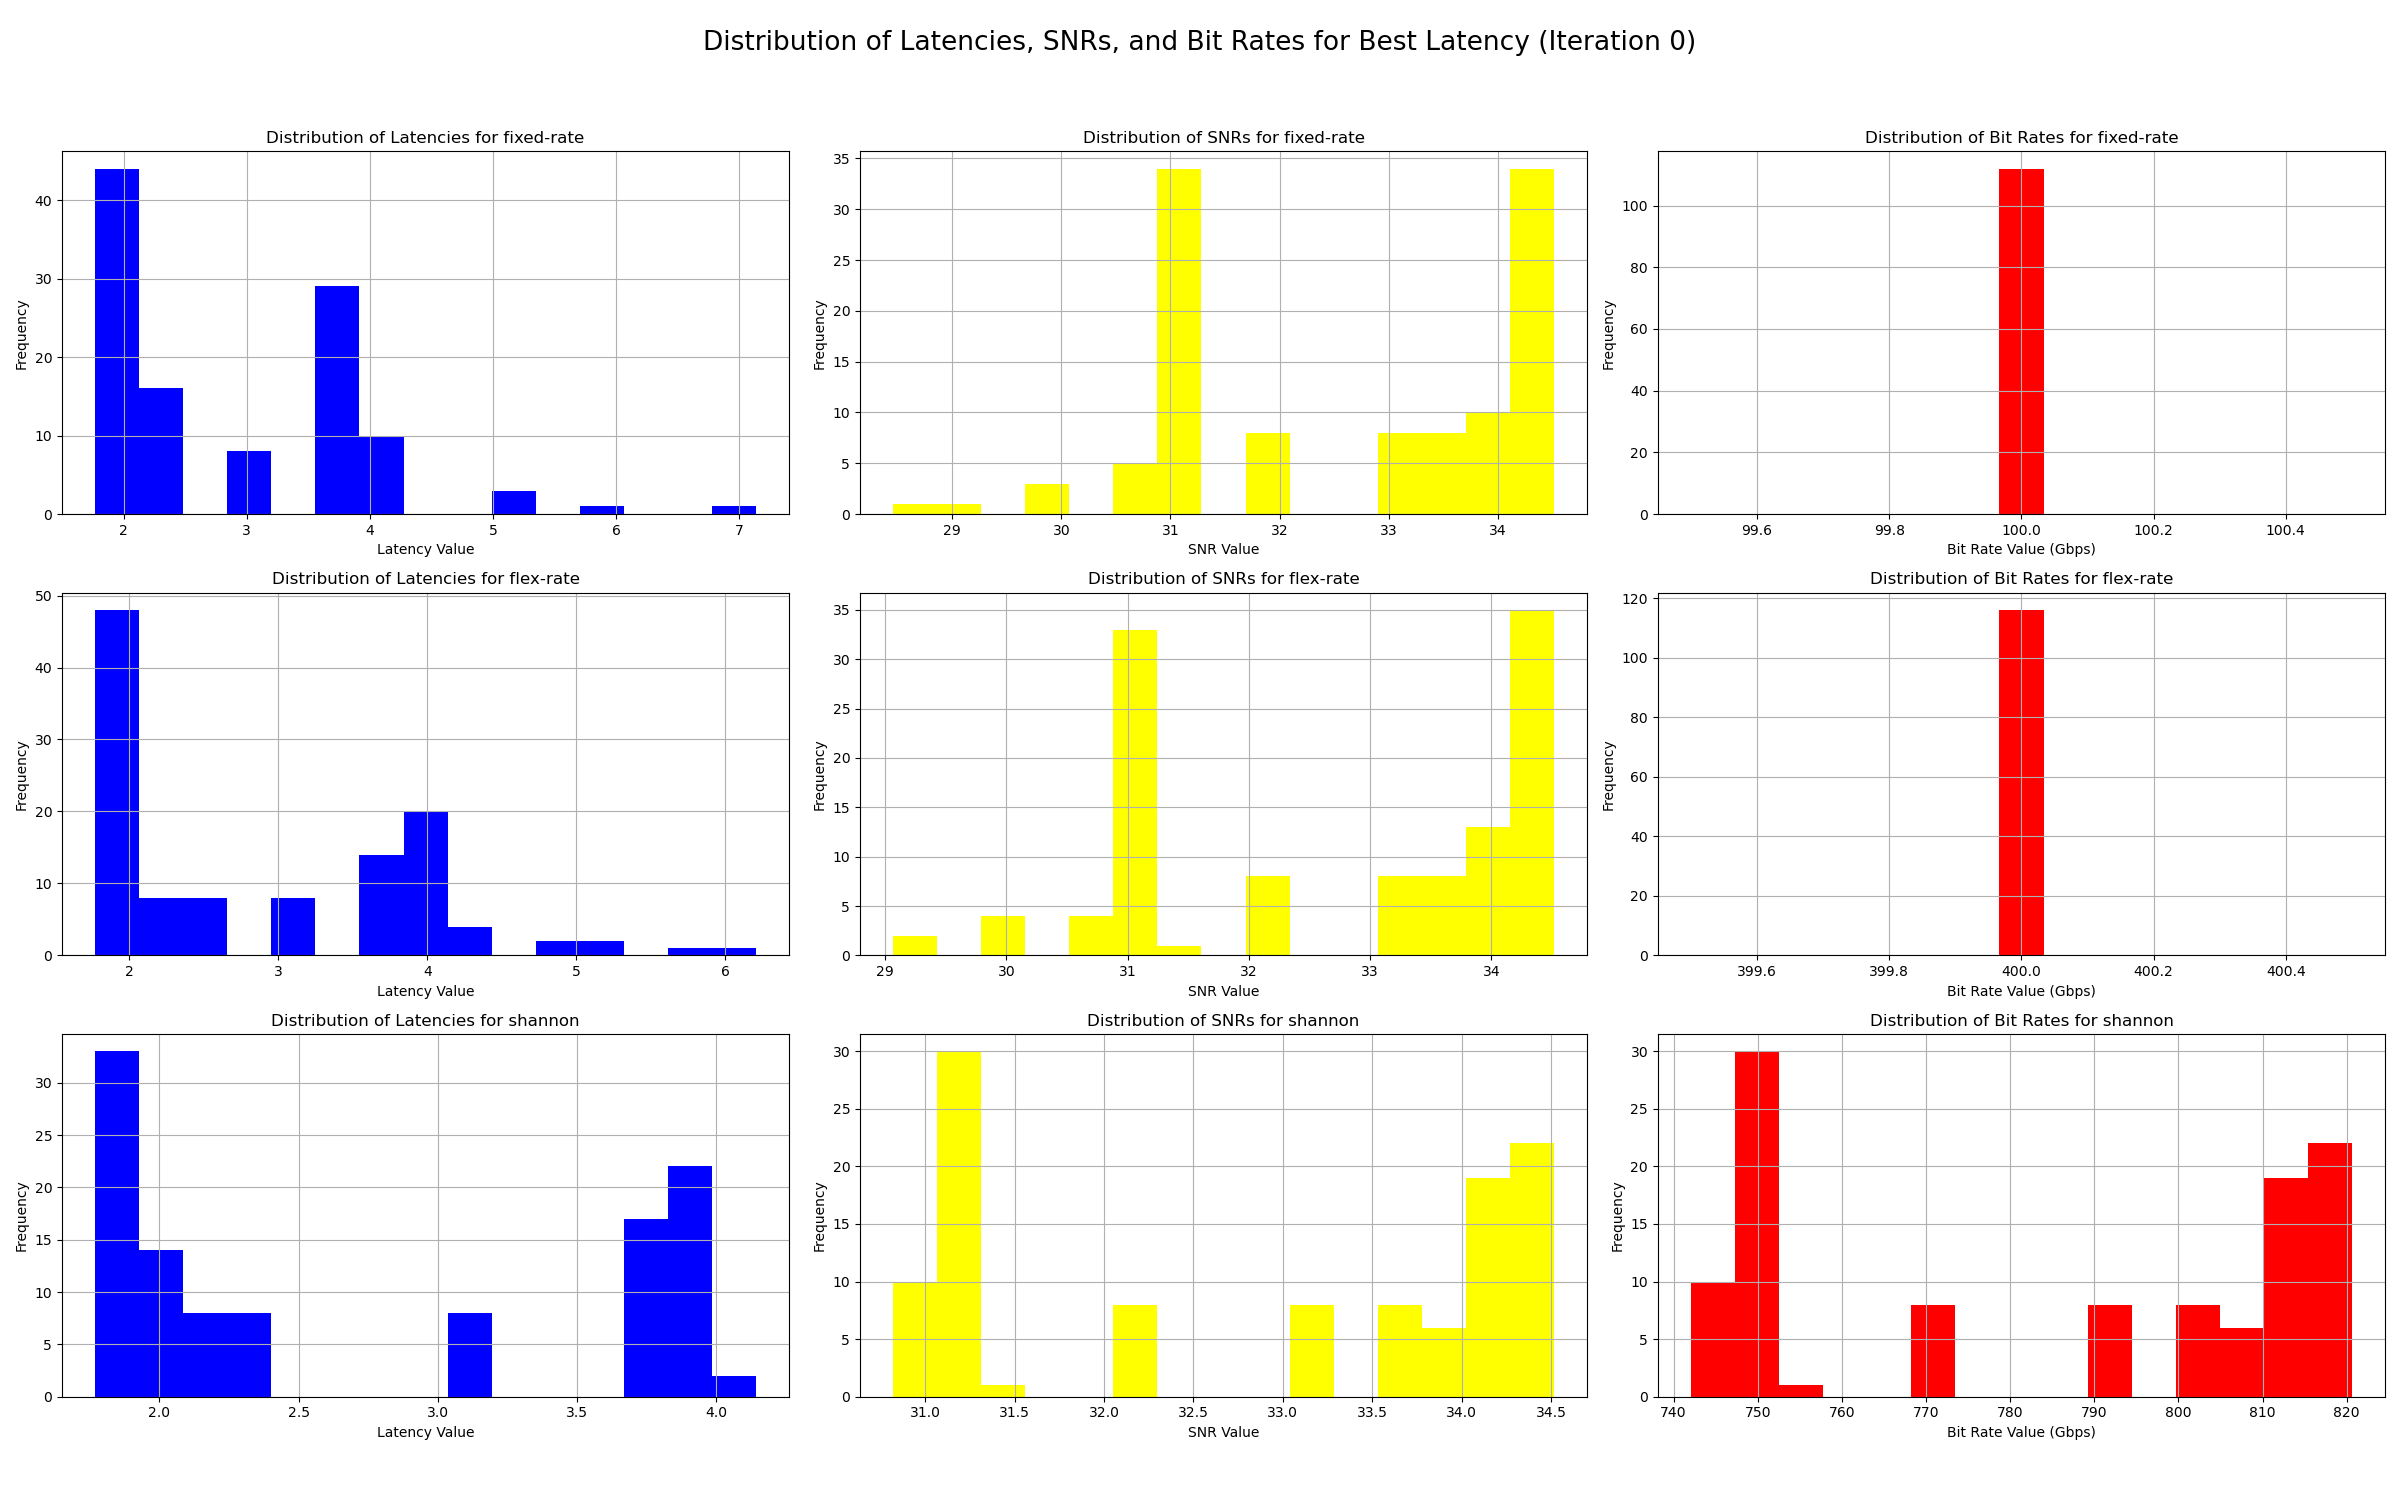 Distribution of Latencies, SNRs, and Bit Rates for Best Latency (Iteration 0)
Distribution of Latencies for fixed-rate
Frequency
0
10
20
30
40
2 3 4 5 6 7
Latency Value
Distribution of SNRs for fixed-rate
Frequency
0
5
10
15
20
25
30
35
29 30 31 32 33 34
SNR Value
Distribution of Bit Rates for fixed-rate
Frequency
0
20
40
60
80
100
99.6 99.8 100.0 100.2 100.4
Bit Rate Value (Gbps)
Distribution of Latencies for flex-rate
Frequency
0
10
20
30
40
50
2 3 4 5 6
Latency Value
Distribution of SNRs for flex-rate
Frequency
0
5
10
15
20
25
30
35
29 30 31 32 33 34
SNR Value
Distribution of Bit Rates for flex-rate
Frequency
0
20
40
60
80
100
120
399.6 399.8 400.0 400.2 400.4
Bit Rate Value (Gbps)
Distribution of Latencies for shannon
Frequency
0
5
10
15
20
25
30
2.0 2.5 3.0 3.5 4.0
Latency Value
Distribution of SNRs for shannon
Frequency
0
5
10
15
20
25
30
31.0 31.5 32.0 32.5 33.0 33.5 34.0 34.5
SNR Value
Distribution of Bit Rates for shannon
Frequency
0
5
10
15
20
25
30
740 750 760 770 780 790 800 810 820
Bit Rate Value (Gbps)